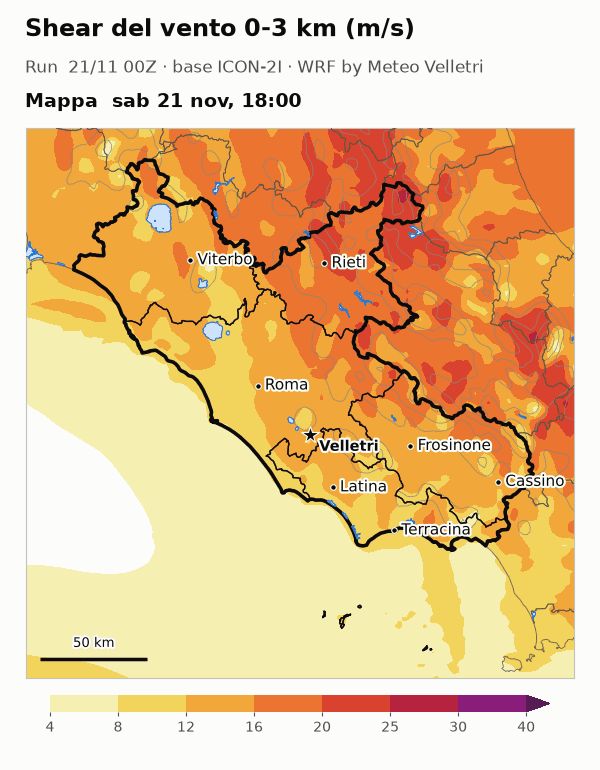 Shear del vento 0-3 km (m/s)
Run 21/11 00Z · base ICON-2I · WRF by Meteo Velletri
Mappa sab 21 nov, 18:00
Viterbo
Rieti
Roma
Velletri
Frosinone
Latina
Cassino
Terracina
50 km
4 8 12 16 20 25 30 40